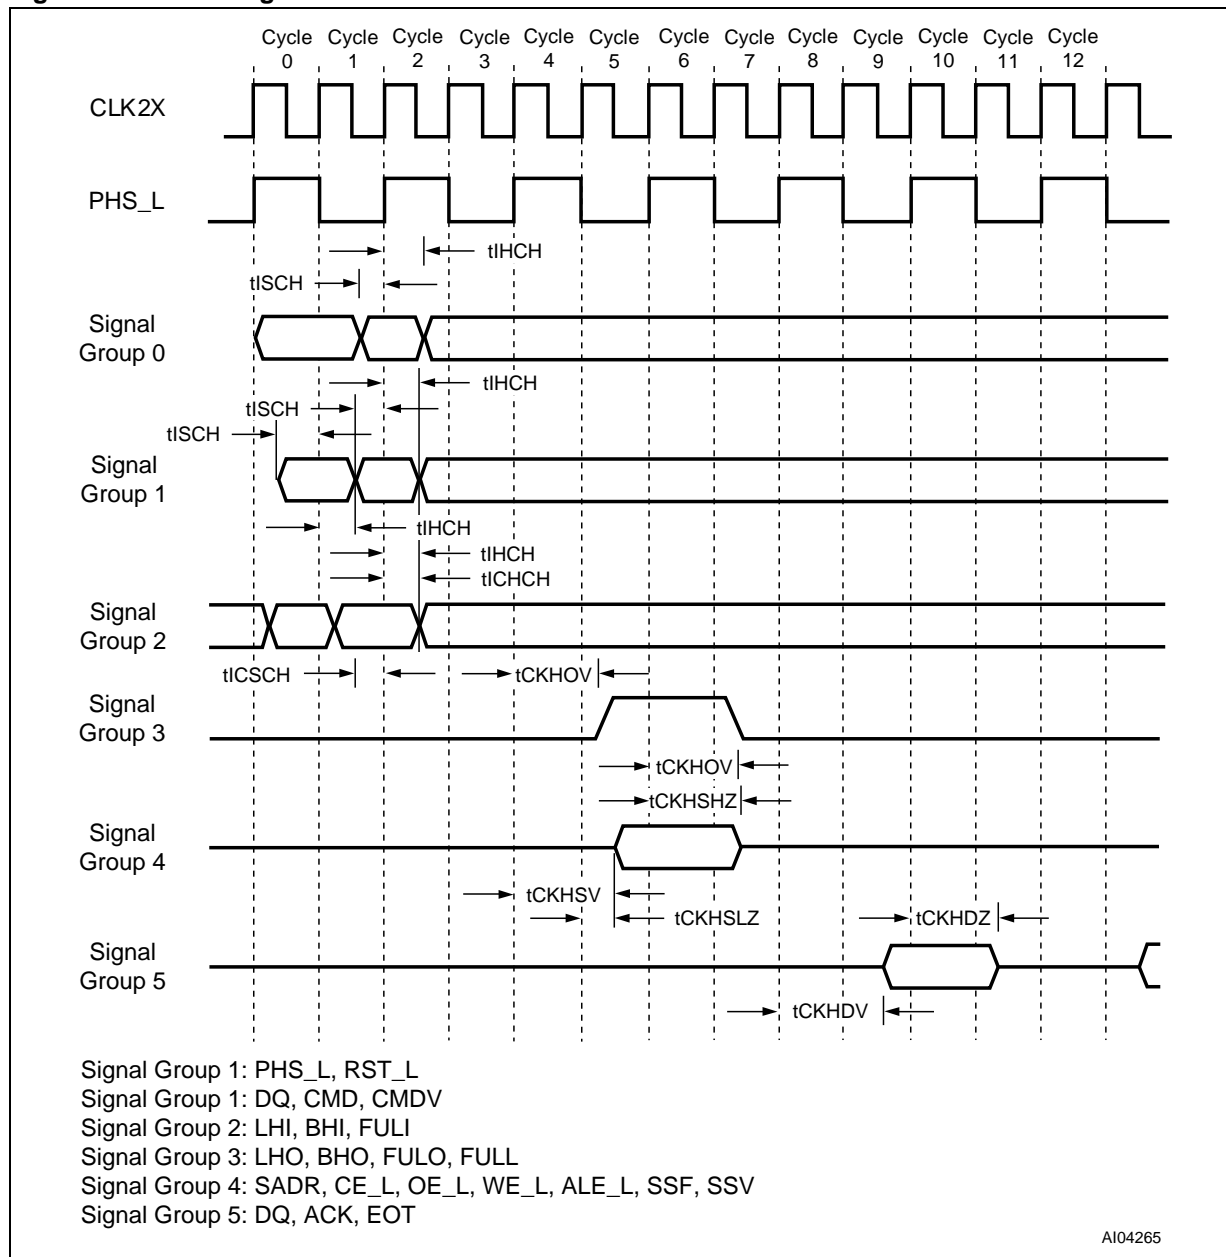 Cycle Cycle Cycle Cycle Cycle Cycle Cycle Cycle Cycle Cycle Cycle Cycle Cycle
0 1 2 3 4 5 6 7 8 9 10 11 12
CLK2X
PHS_L
tIHCH
tISCH
Signal
Group 0
tIHCH
tISCH
tISCH
Signal
Group 1
tIHCH
tIHCH
tICHCH
Signal
Group 2
tICSCH
tCKHOV
Signal
Group 3
tCKHOV
tCKHSHZ
Signal
Group 4
tCKHSV
tCKHSLZ
tCKHDZ
Signal
Group 5
tCKHDV
Signal Group 1: PHS_L, RST_L
Signal Group 1: DQ, CMD, CMDV
Signal Group 2: LHI, BHI, FULI
Signal Group 3: LHO, BHO, FULO, FULL
Signal Group 4: SADR, CE_L, OE_L, WE_L, ALE_L, SSF, SSV
Signal Group 5: DQ, ACK, EOT
AI04265